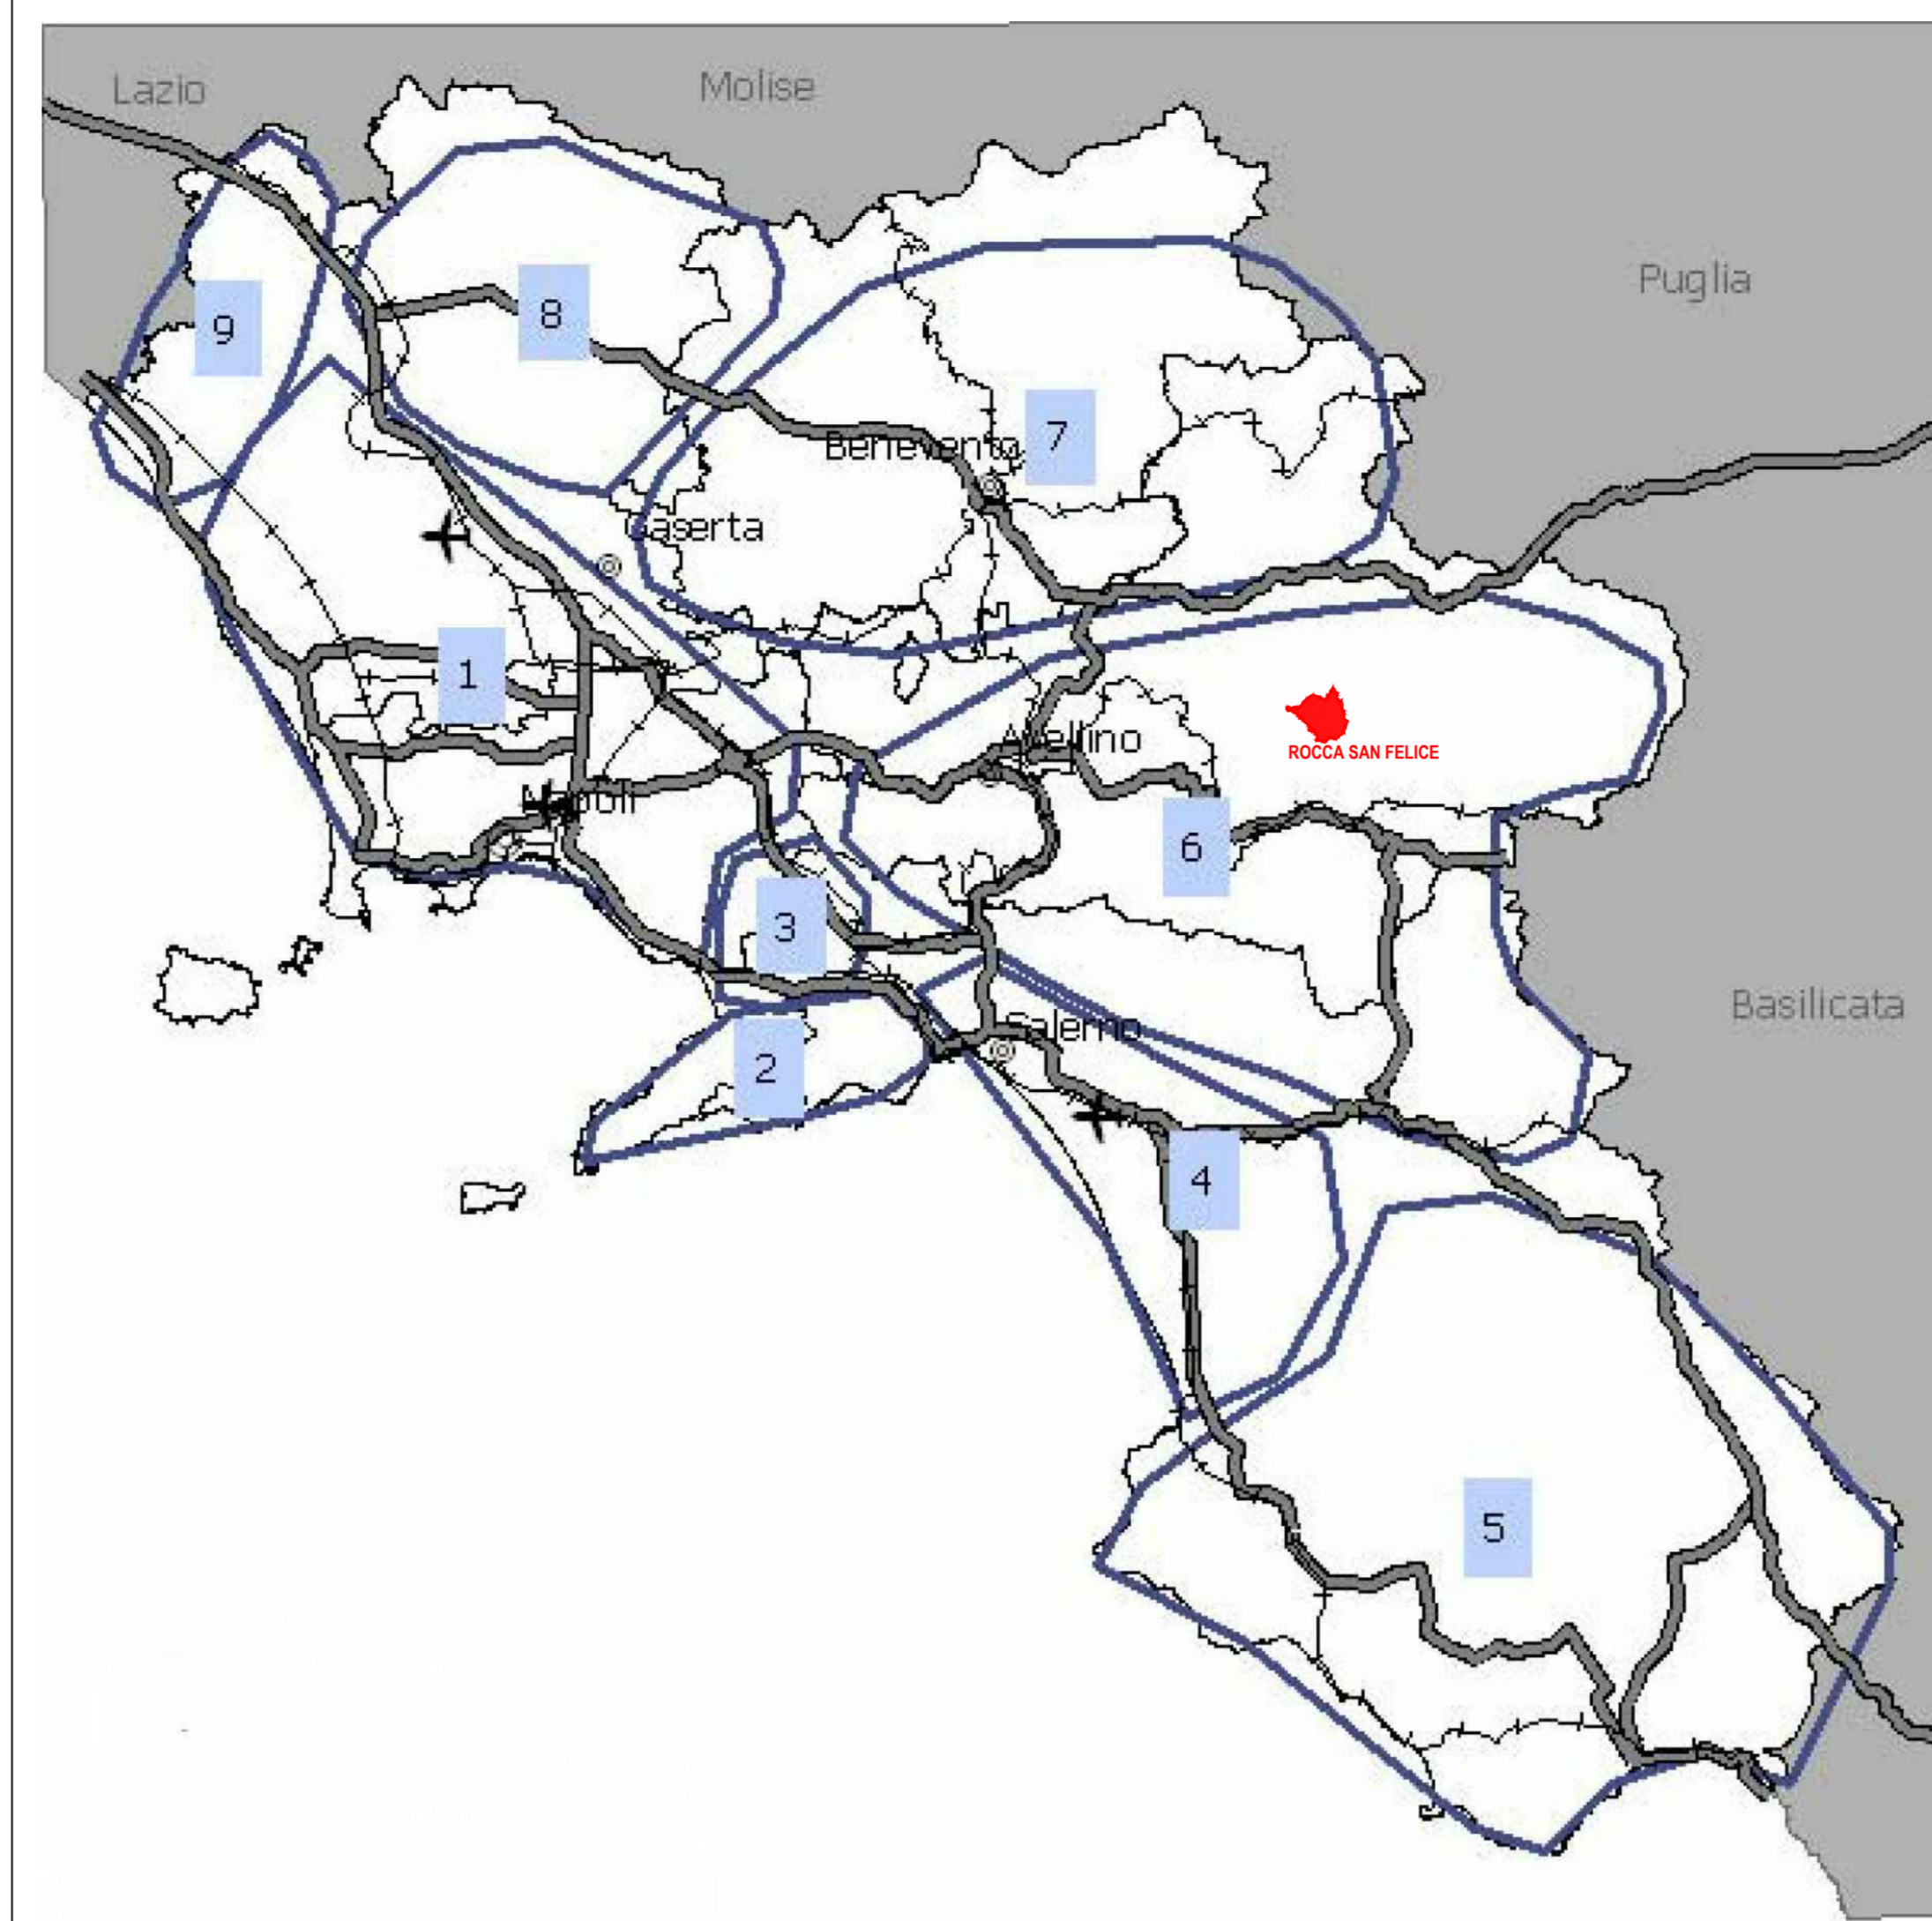 Lazio
Molise
Puglia
9
8
Benevento
7
Caserta
1
Avellino
ROCCA SAN FELICE
Napoli
6
3
Basilicata
Salerno
2
4
5